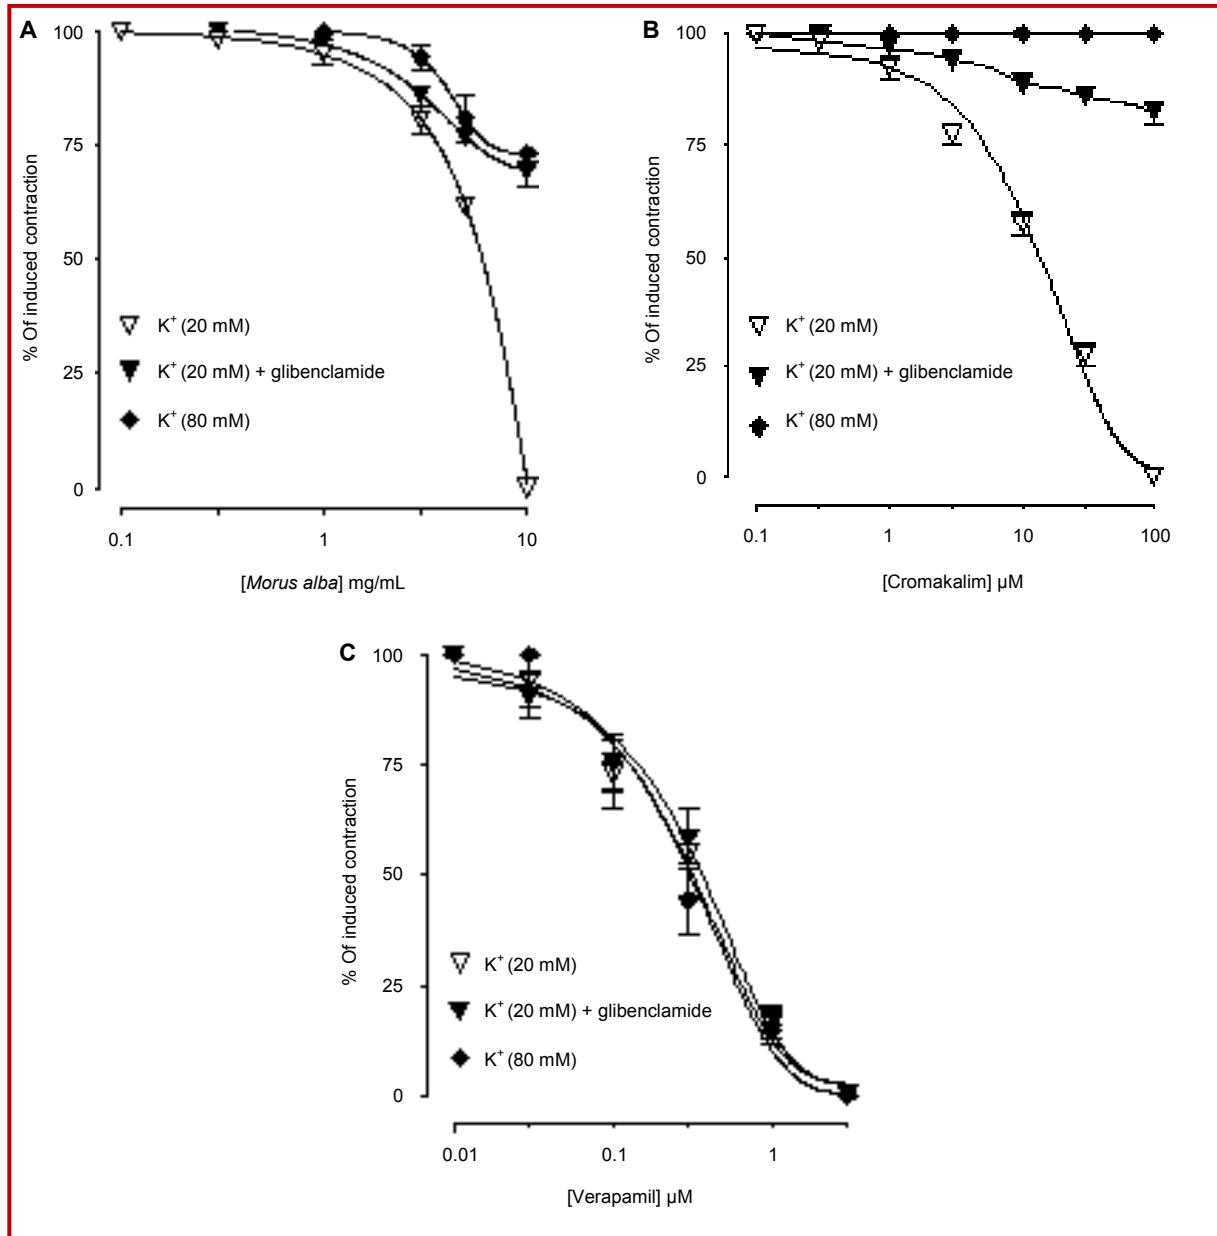 A
100
75
50
25
0
% Of induced contraction
K⁺ (20 mM)
K⁺ (20 mM) + glibenclamide
K⁺ (80 mM)
0.1 1 10
[Morus alba] mg/mL
B
100
75
50
25
0
% Of induced contraction
K⁺ (20 mM)
K⁺ (20 mM) + glibenclamide
K⁺ (80 mM)
0.1 1 10 100
[Cromakalim] µM
C
100
75
50
25
0
% Of induced contraction
K⁺ (20 mM)
K⁺ (20 mM) + glibenclamide
K⁺ (80 mM)
0.01 0.1 1
[Verapamil] µM